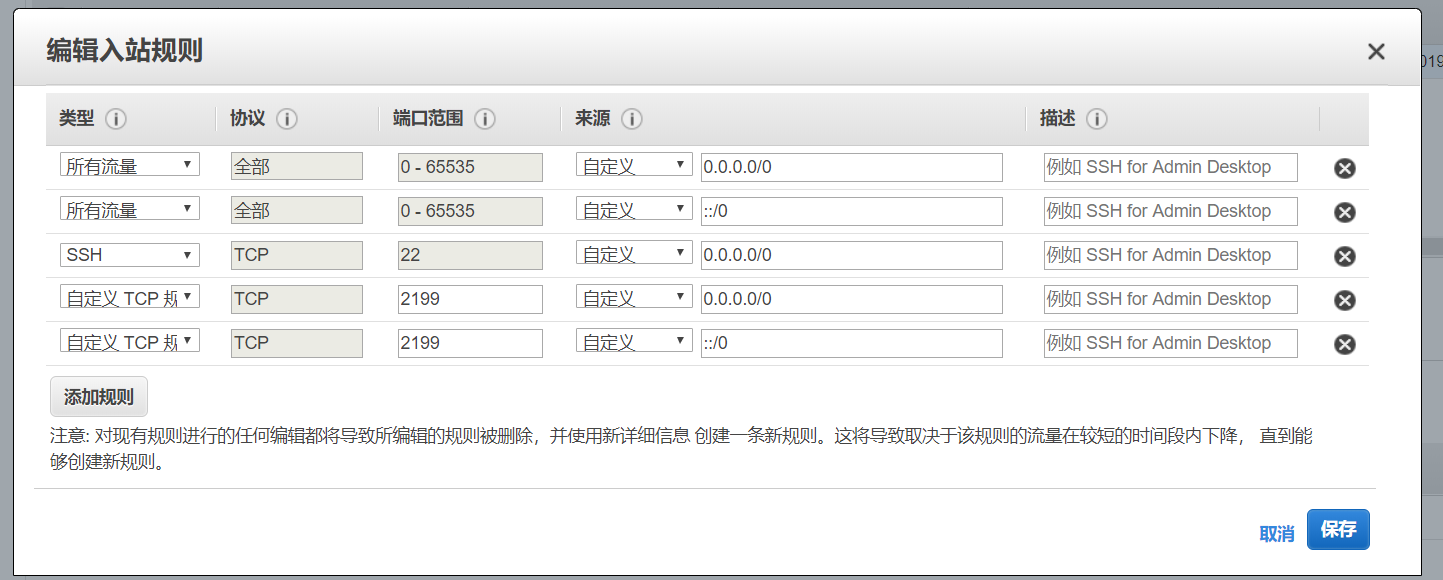 编辑入站规则
019
类型 协议 端口范围 来源 描述
所有流量 全部 0 - 65535 自定义 0.0.0.0/0 例如 SSH for Admin Desktop
所有流量 全部 0 - 65535 自定义 ::/0 例如 SSH for Admin Desktop
SSH TCP 22 自定义 0.0.0.0/0 例如 SSH for Admin Desktop
自定义 TCP 规 TCP 2199 自定义 0.0.0.0/0 例如 SSH for Admin Desktop
自定义 TCP 规 TCP 2199 自定义 ::/0 例如 SSH for Admin Desktop
添加规则
注意: 对现有规则进行的任何编辑都将导致所编辑的规则被删除，并使用新详细信息 创建一条新规则。这将导致取决于该规则的流量在较短的时间段内下降， 直到能
够创建新规则。
取消 保存